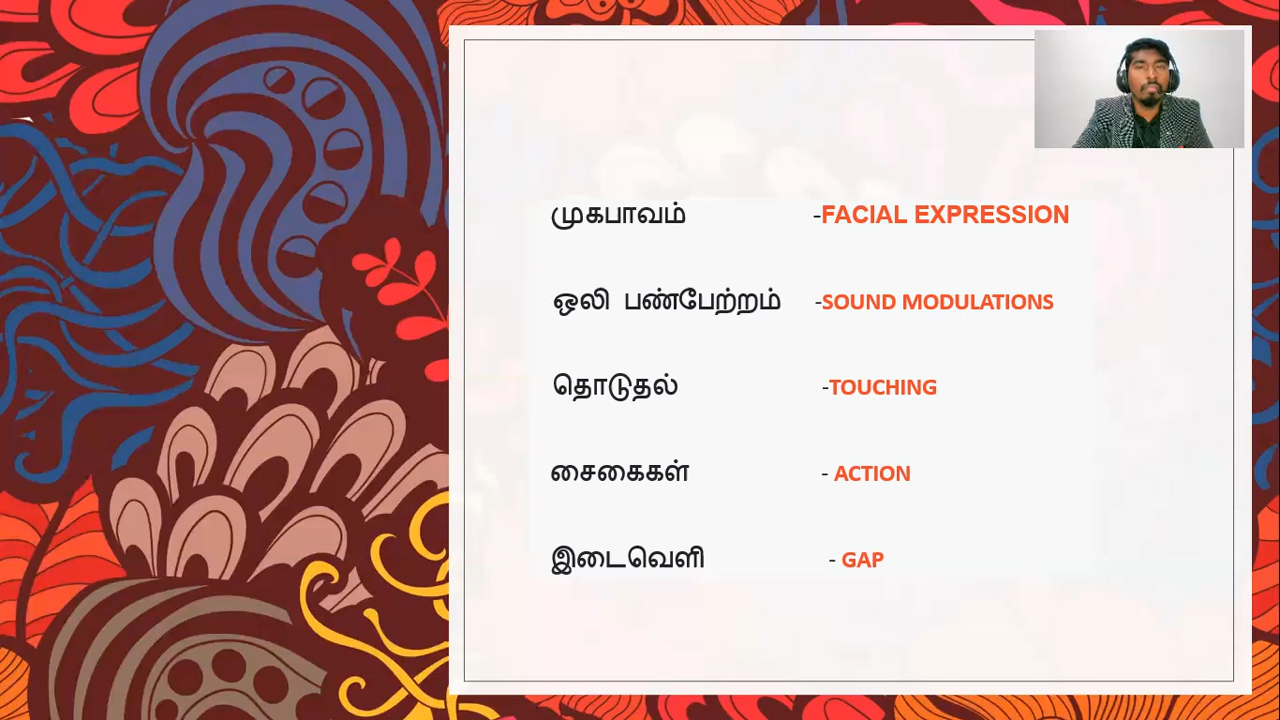 முகபாவம் -FACIAL EXPRESSION
ஒலி பண்பேற்றம் -SOUND MODULATIONS
தொடுதல் -TOUCHING
சைகைகள் - ACTION
இடைவெளி - GAP